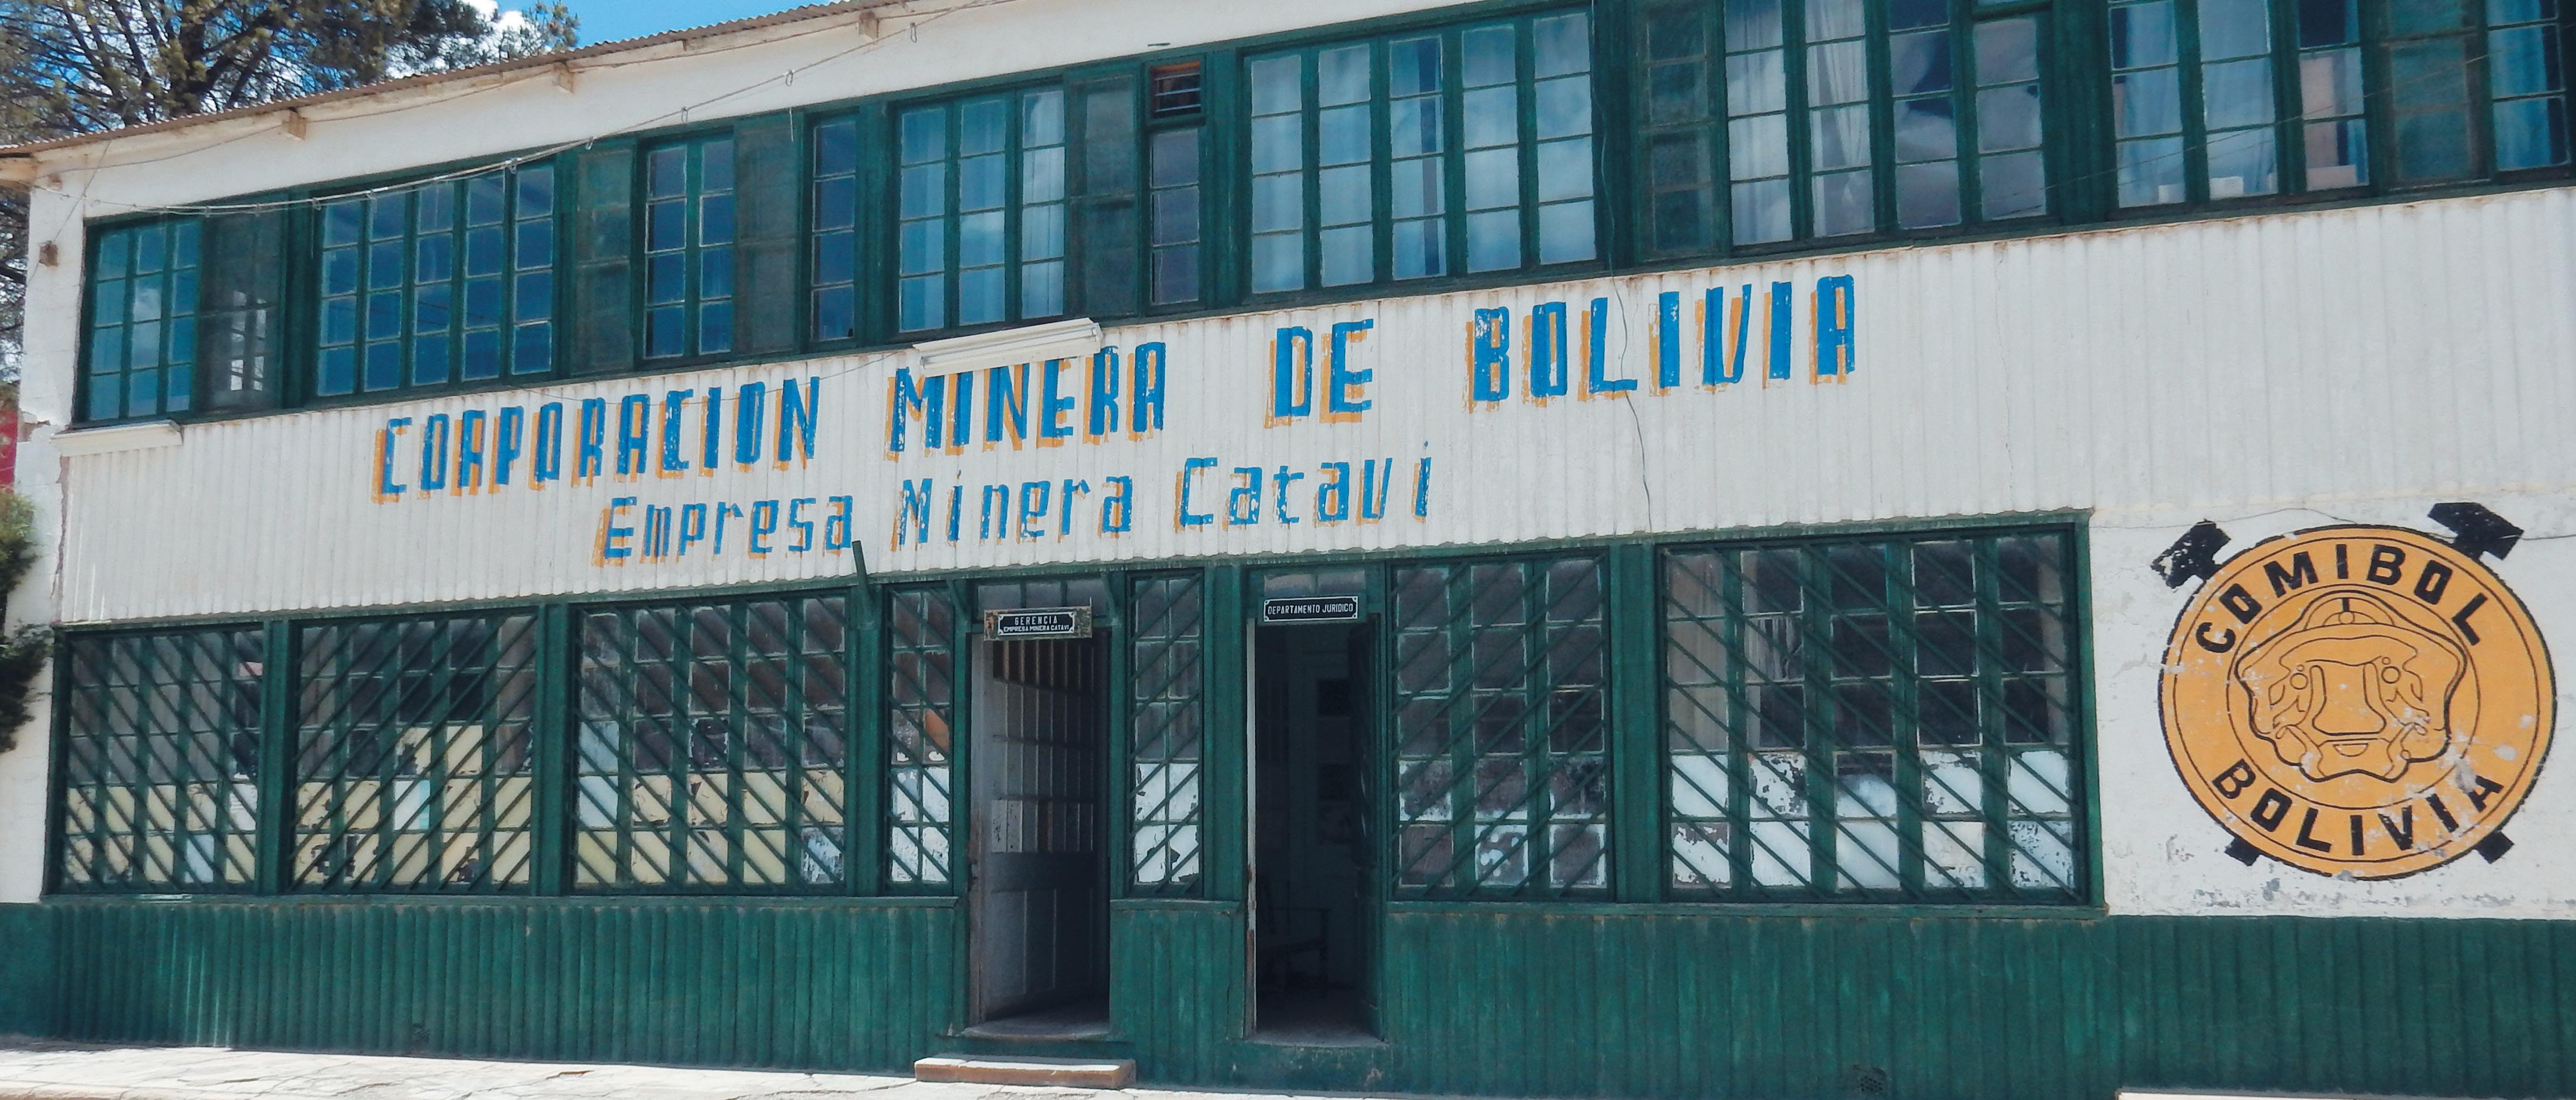 CORPORACION MINERA DE BOLIVIA
Empresa Minera Catavi
GERENCIA
EMPRESA MINERA CATAVI
DEPARTAMENTO JURIDICO
COMIBOL
BOLIVIA